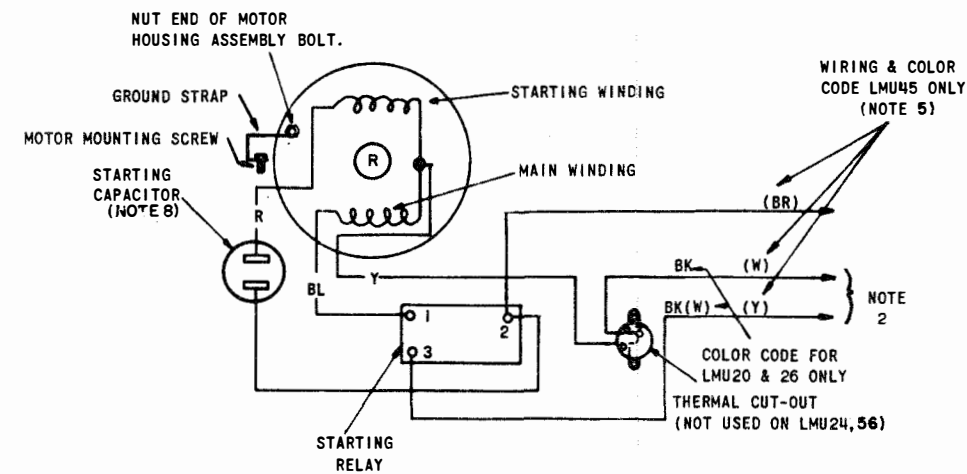 NUT END OF MOTOR
HOUSING ASSEMBLY BOLT.
GROUND STRAP
MOTOR MOUNTING SCREW
STARTING
CAPACITOR
(NOTE 8)
STARTING WINDING
MAIN WINDING
WIRING & COLOR
CODE LMU45 ONLY
(NOTE 5)
R
R
(BR)
BL
Y
BK
(W)
BK(W)
(Y)
NOTE
2
1
2
3
COLOR CODE FOR
LMU20 & 26 ONLY
THERMAL CUT-OUT
(NOT USED ON LMU24,56)
STARTING
RELAY